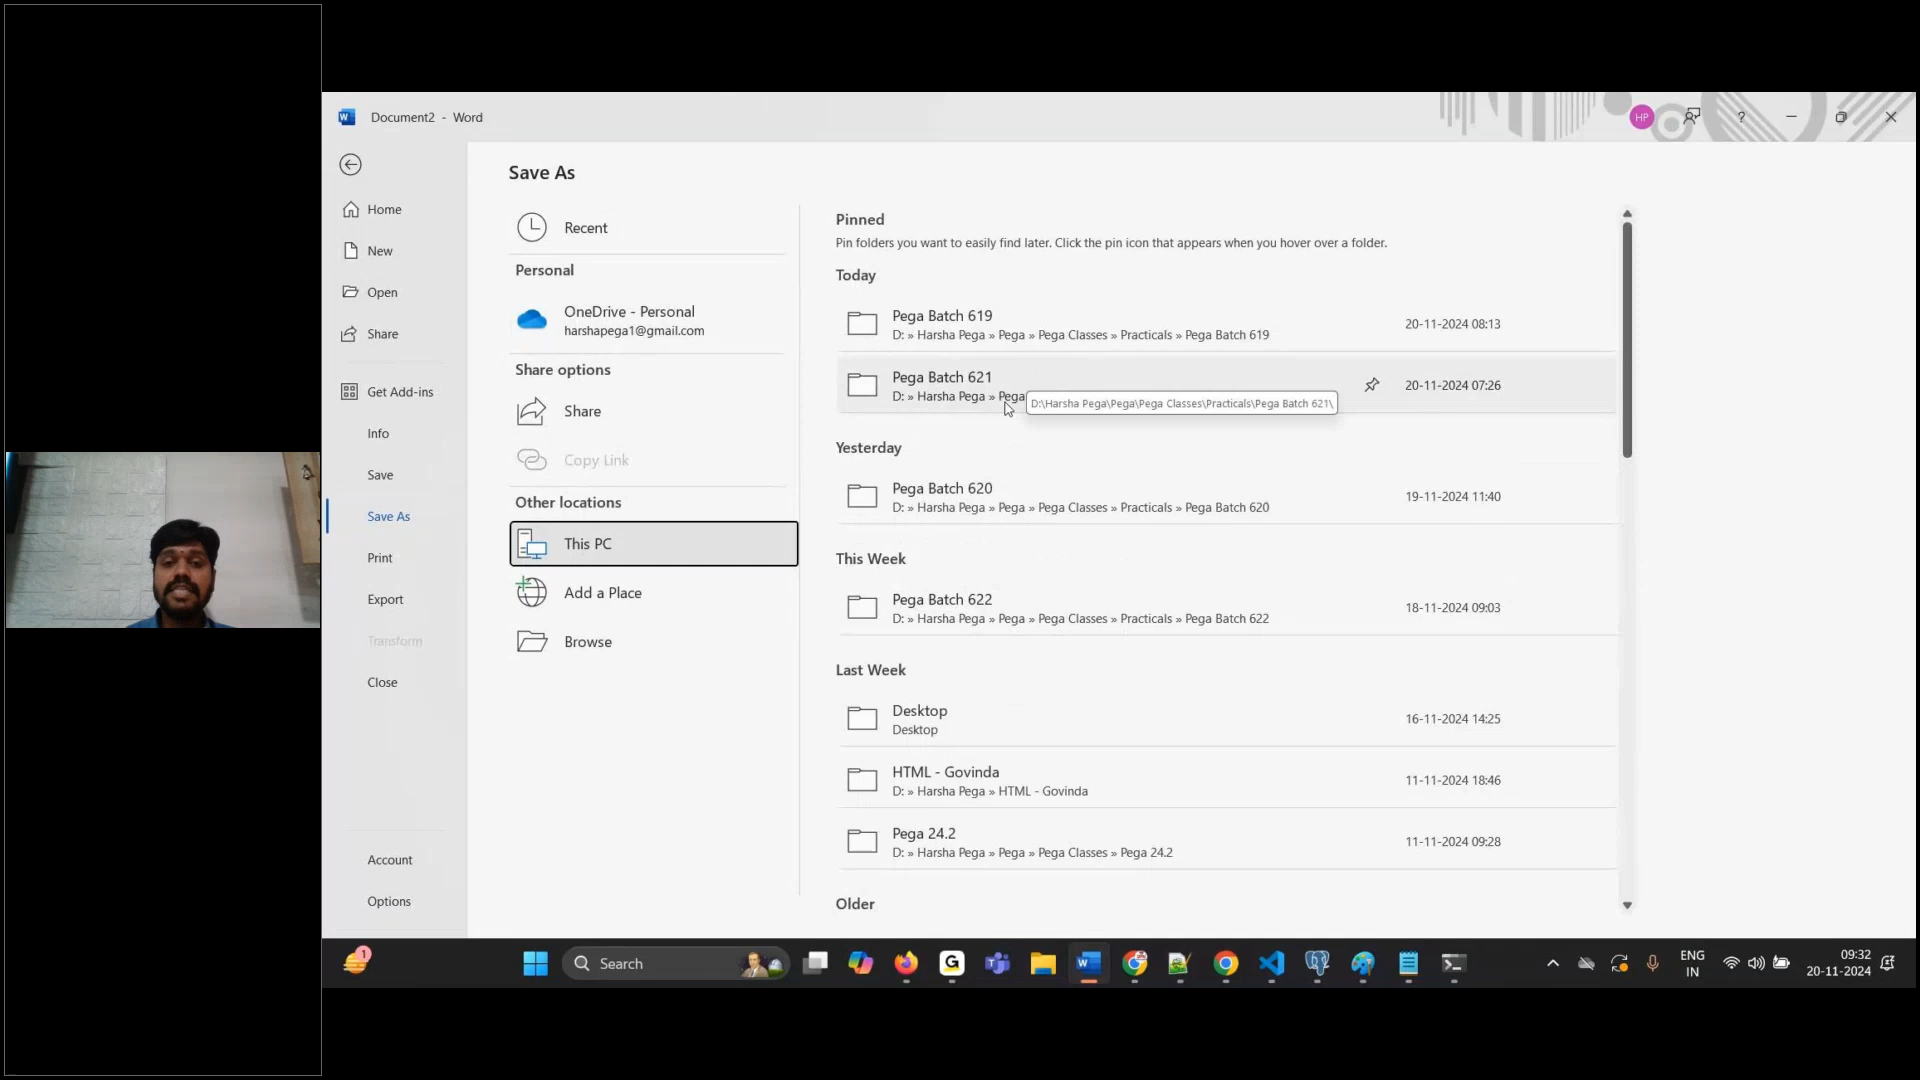 Document2 - Word
HP
?
Home
New
Open
Share
Get Add-ins
Info
Save
Save As
Print
Export
Transform
Close
Account
Options
Save As
Recent
Personal
OneDrive - Personal
harshapega1@gmail.com
Share options
Share
Copy Link
Other locations
This PC
Add a Place
Browse
Pinned
Pin folders you want to easily find later. Click the pin icon that appears when you hover over a folder.
Today
Pega Batch 619
D: » Harsha Pega » Pega » Pega Classes » Practicals » Pega Batch 619
20-11-2024 08:13
Pega Batch 621
D: » Harsha Pega » Pega
20-11-2024 07:26
D:\Harsha Pega\Pega\Pega Classes\Practicals\Pega Batch 621\
Yesterday
Pega Batch 620
D: » Harsha Pega » Pega » Pega Classes » Practicals » Pega Batch 620
19-11-2024 11:40
This Week
Pega Batch 622
D: » Harsha Pega » Pega » Pega Classes » Practicals » Pega Batch 622
18-11-2024 09:03
Last Week
Desktop
Desktop
16-11-2024 14:25
HTML - Govinda
D: » Harsha Pega » HTML - Govinda
11-11-2024 18:46
Pega 24.2
D: » Harsha Pega » Pega » Pega Classes » Pega 24.2
11-11-2024 09:28
Older
1
Search
ENG
IN
09:32
20-11-2024